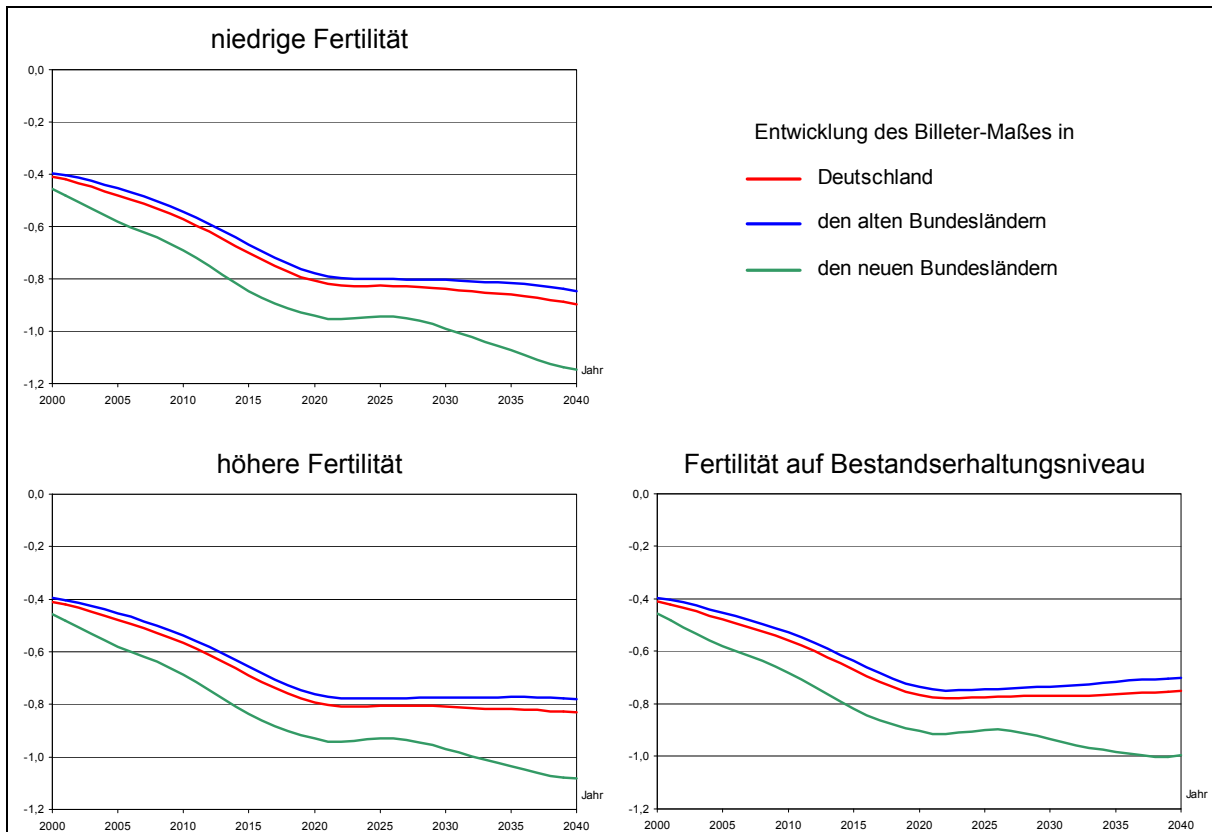 niedrige Fertilität
0,0
-0,2
-0,4
-0,6
-0,8
-1,0
-1,2
Jahr
2000 2005 2010 2015 2020 2025 2030 2035 2040
Entwicklung des Billeter-Maßes in
Deutschland
den alten Bundesländern
den neuen Bundesländern
höhere Fertilität
0,0
-0,2
-0,4
-0,6
-0,8
-1,0
-1,2
Jahr
2000 2005 2010 2015 2020 2025 2030 2035 2040
Fertilität auf Bestandserhaltungsniveau
0,0
-0,2
-0,4
-0,6
-0,8
-1,0
-1,2
Jahr
2000 2005 2010 2015 2020 2025 2030 2035 2040